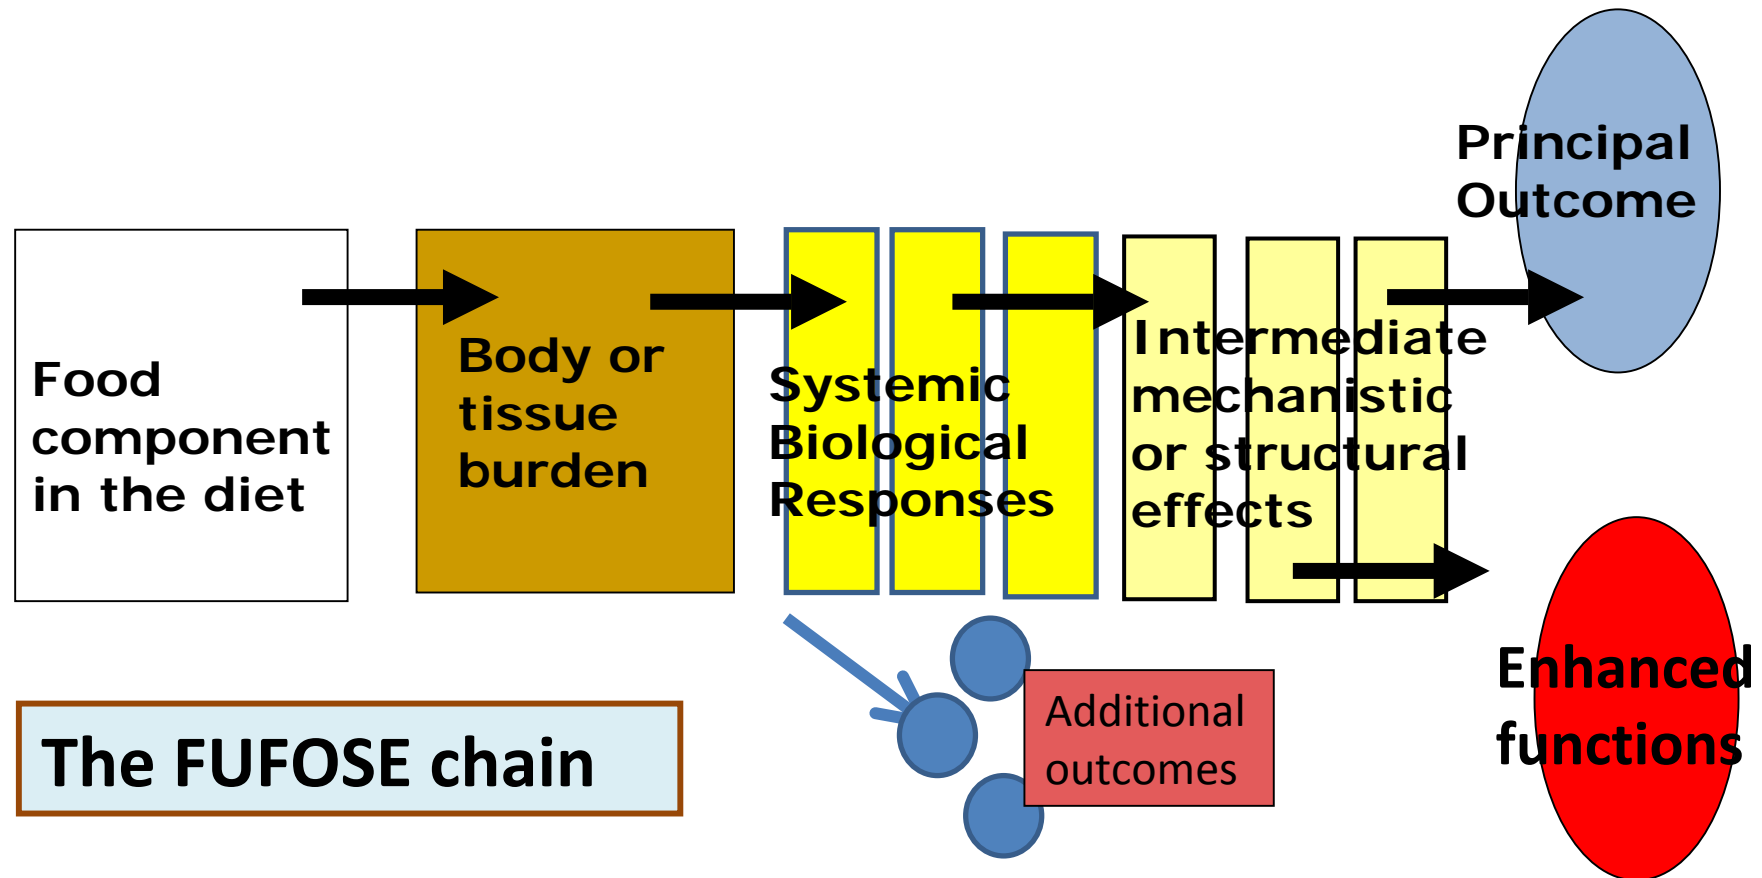 Principal
Outcome
Food
component
in the diet
Body or
tissue
burden
Systemic
Biological
Responses
Intermediate
mechanistic
or structural
effects
Enhanced
functions
Additional
outcomes
The FUFOSE chain